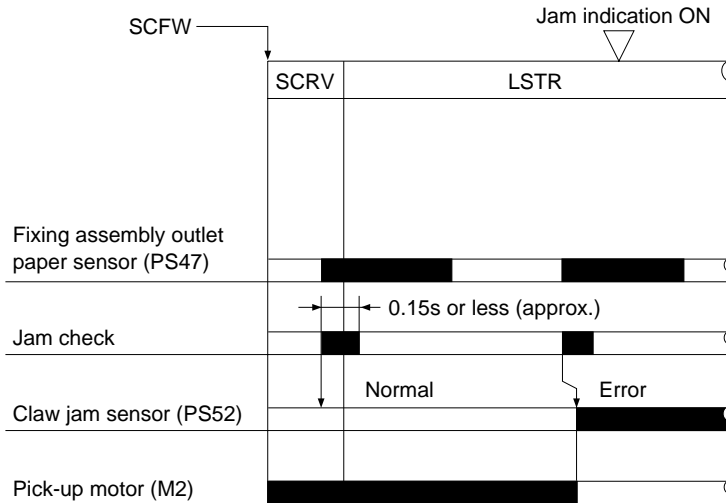 Jam indication ON
SCFW
SCRV
LSTR
Fixing assembly outlet
paper sensor (PS47)
0.15s or less (approx.)
Jam check
Normal
Error
Claw jam sensor (PS52)
Pick-up motor (M2)